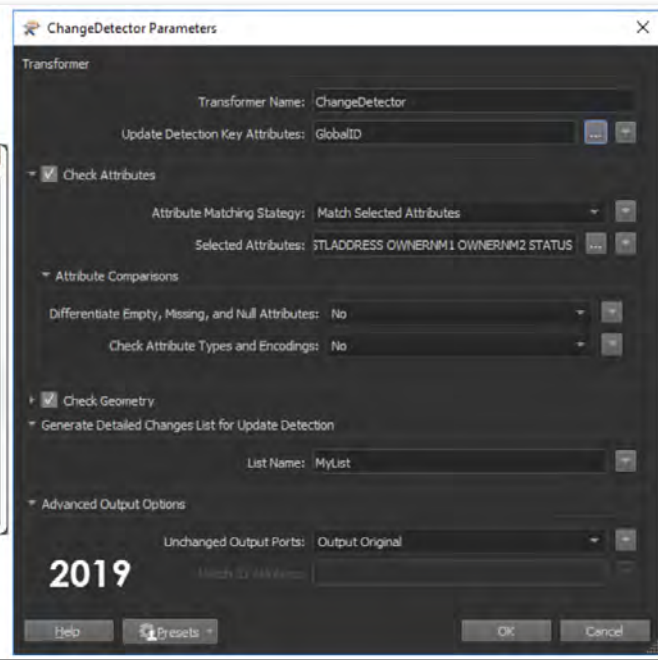 ChangeDetector Parameters
Transformer
Transformer Name: ChangeDetector
Update Detection Key Attributes: GlobalID ...
Check Attributes
Attribute Matching Stategy: Match Selected Attributes
Selected Attributes: STLADDRESS OWNERNM1 OWNERNM2 STATUS ...
Attribute Comparisons
Differentiate Empty, Missing, and Null Attributes: No
Check Attribute Types and Encodings: No
Check Geometry
Generate Detailed Changes List for Update Detection
List Name: MyList
Advanced Output Options
Unchanged Output Ports: Output Original
2019
Help Presets OK Cancel